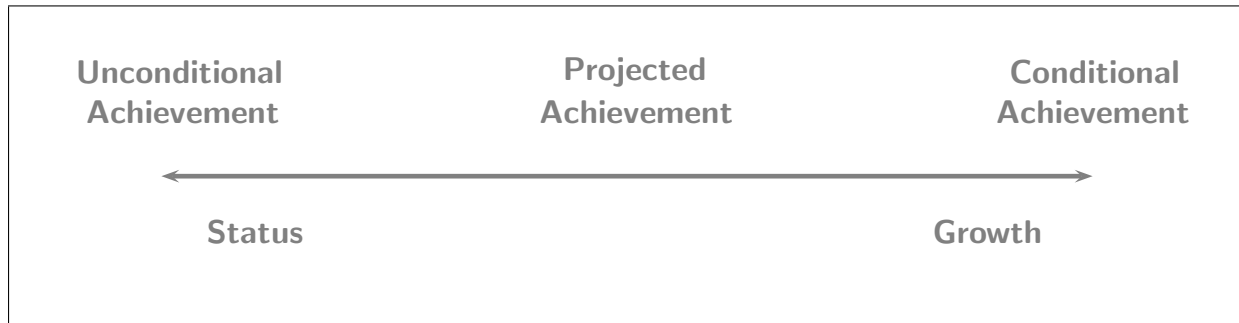 Unconditional
Achievement
Projected
Achievement
Conditional
Achievement
Status
Growth